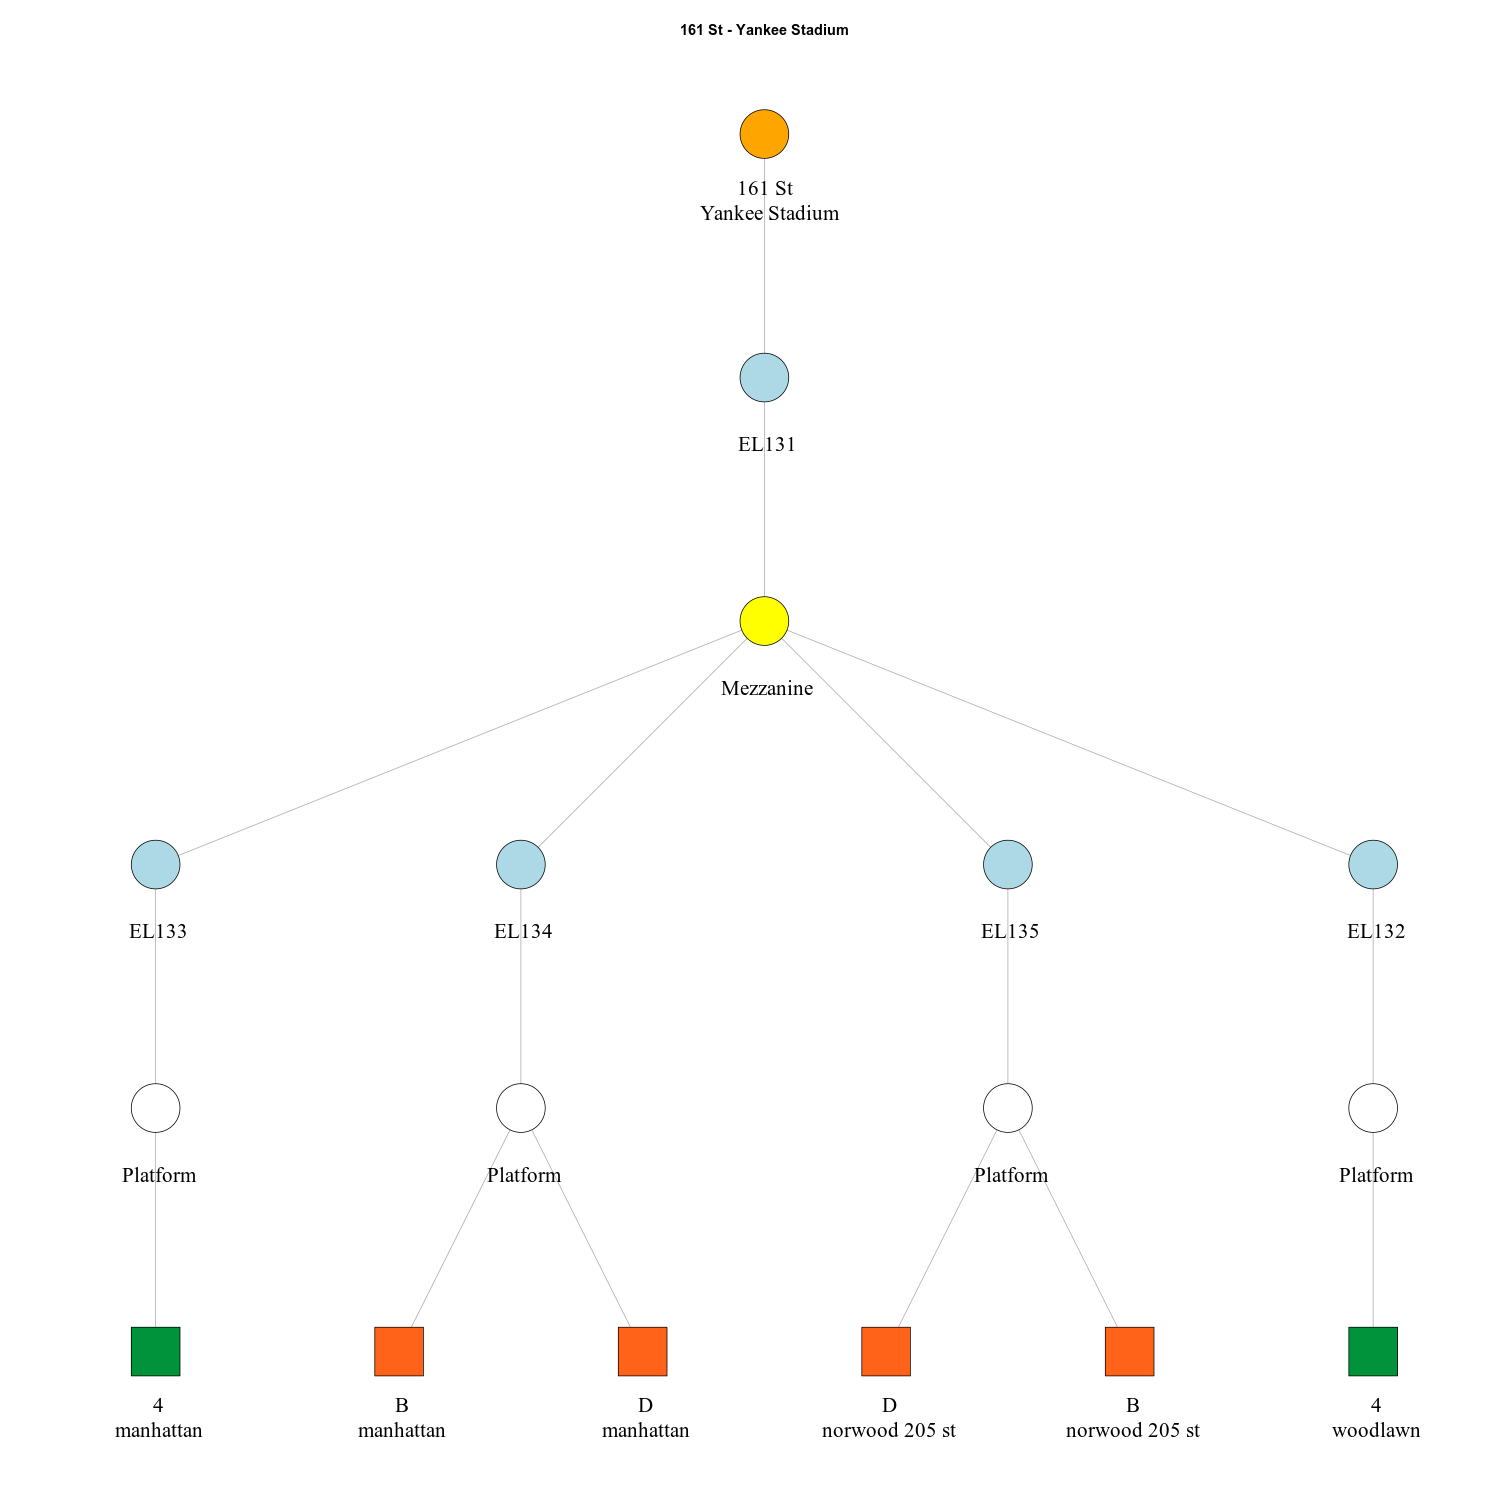 161 St - Yankee Stadium
161 St
Yankee Stadium
EL131
Mezzanine
EL133
EL134
EL135
EL132
Platform
Platform
Platform
Platform
4
manhattan
B
manhattan
D
manhattan
D
norwood 205 st
B
norwood 205 st
4
woodlawn